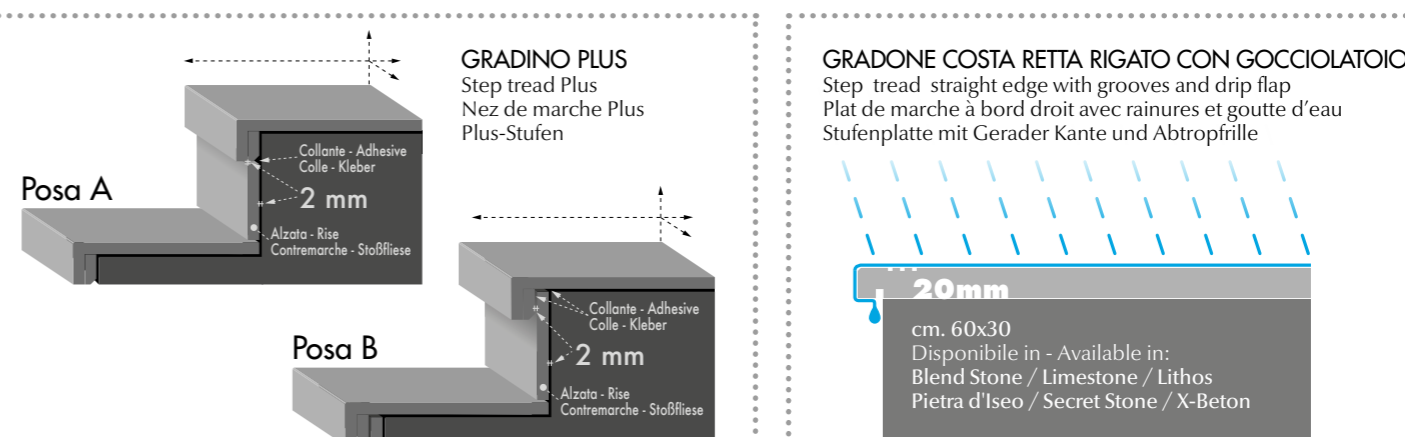 GRADINO PLUS
Step tread Plus
Nez de marche Plus
Plus-Stufen
Posa A
Collante - Adhesive
Colle - Kleber
2 mm
Alzata - Rise
Contremarche - Stoßfliese
Posa B
Collante - Adhesive
Colle - Kleber
2 mm
Alzata - Rise
Contremarche - Stoßfliese
GRADONE COSTA RETTA RIGATO CON GOCCIOLATOIO
Step tread straight edge with grooves and drip flap
Plat de marche à bord droit avec rainures et goutte d'eau
Stufenplatte mit Gerader Kante und Abtropfrille
20mm
cm. 60x30
Disponibile in - Available in:
Blend Stone / Limestone / Lithos
Pietra d'Iseo / Secret Stone / X-Beton